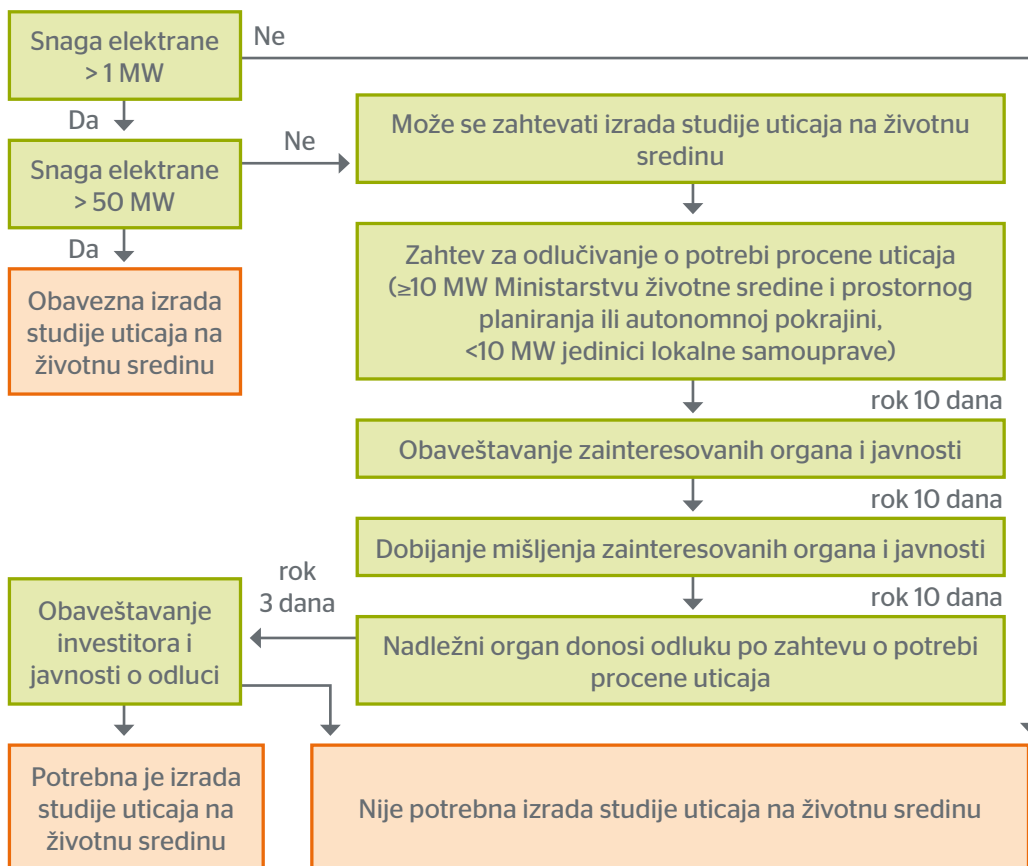 Snaga elektrane
> 1 MW
Ne
Da
Snaga elektrane
> 50 MW
Ne
Može se zahtevati izrada studije uticaja na životnu
sredinu
Da
Obavezna izrada
studije uticaja na
životnu sredinu
Zahtev za odlučivanje o potrebi procene uticaja
(≥10 MW Ministarstvu životne sredine i prostornog
planiranja ili autonomnoj pokrajini,
<10 MW jedinici lokalne samouprave)
rok 10 dana
Obaveštavanje zainteresovanih organa i javnosti
rok 10 dana
Dobijanje mišljenja zainteresovanih organa i javnosti
rok 10 dana
Nadležni organ donosi odluku po zahtevu o potrebi
procene uticaja
rok
3 dana
Obaveštavanje
investitora i
javnosti o odluci
Potrebna je izrada
studije uticaja na
životnu sredinu
Nije potrebna izrada studije uticaja na životnu sredinu